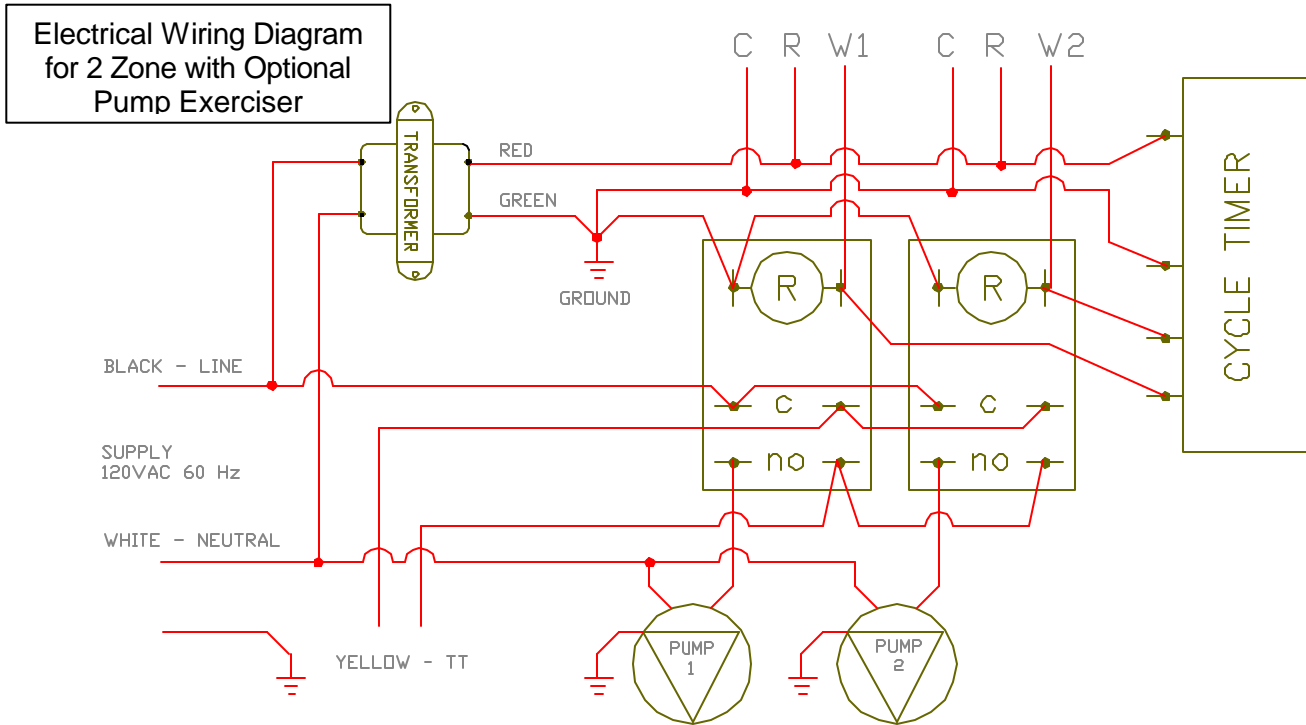 Electrical Wiring Diagram
for 2 Zone with Optional
Pump Exerciser
C R W1 C R W2
TRANSFORMER
RED
GREEN
GROUND
CYCLE TIMER
R
R
BLACK - LINE
C
C
SUPPLY
120VAC 60 Hz
no
no
WHITE - NEUTRAL
YELLOW - TT
PUMP
1
PUMP
2